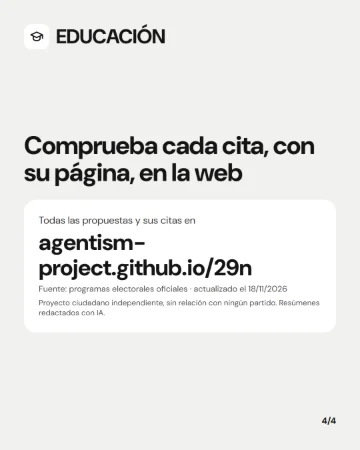 EDUCACIÓN
Comprueba cada cita, con
su página, en la web
Todas las propuestas y sus citas en
agentism-
project.github.io/29n
Fuente: programas electorales oficiales · actualizado el 18/11/2026
Proyecto ciudadano independiente, sin relación con ningún partido. Resúmenes
redactados con IA.
4/4